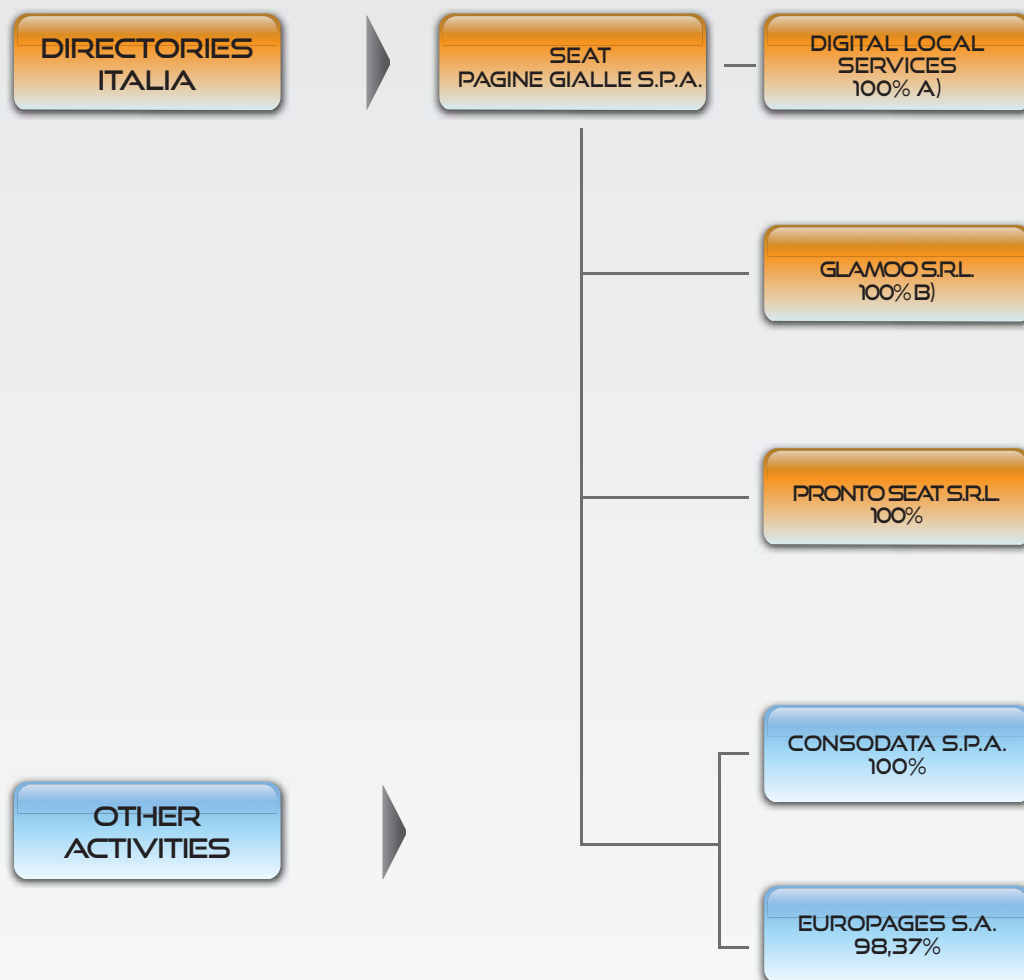 DIRECTORIES
ITALIA
SEAT
PAGINE GIALLE S.P.A.
DIGITAL LOCAL
SERVICES
100% A)
GLAMOO S.R.L.
100% B)
PRONTO SEAT S.R.L.
100%
CONSODATA S.P.A.
100%
OTHER
ACTIVITIES
EUROPAGES S.A.
98,37%